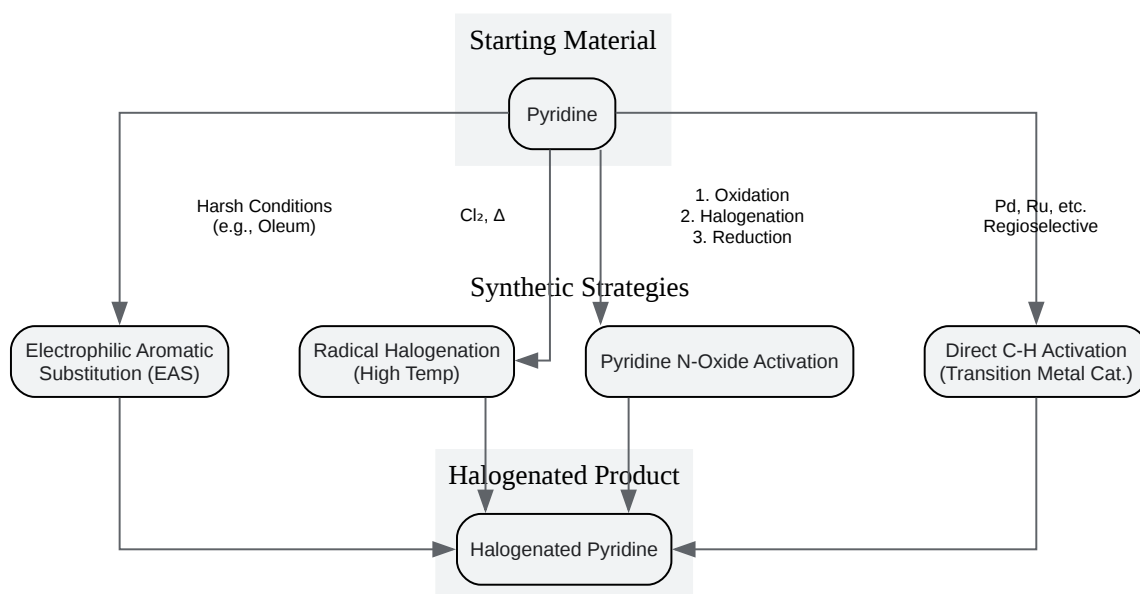 Starting Material
Pyridine
Harsh Conditions
(e.g., Oleum)
Cl₂, Δ
1. Oxidation
2. Halogenation
3. Reduction
Pd, Ru, etc.
Regioselective
Synthetic Strategies
Electrophilic Aromatic
Substitution (EAS)
Radical Halogenation
(High Temp)
Pyridine N-Oxide Activation
Direct C-H Activation
(Transition Metal Cat.)
Halogenated Product
Halogenated Pyridine